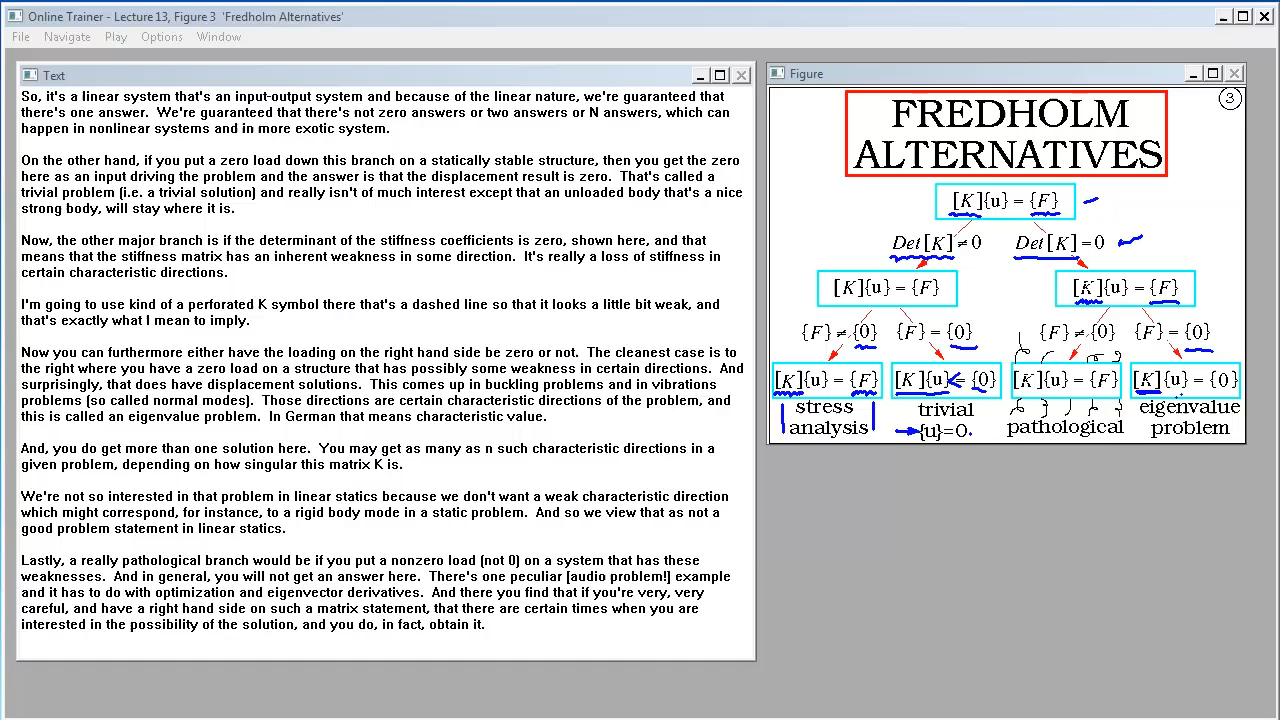 Online Trainer - Lecture 13, Figure 3 'Fredholm Alternatives'
File Navigate Play Options Window
Text
So, it's a linear system that's an input-output system and because of the linear nature, we're guaranteed that
there's one answer. We're guaranteed that there's not zero answers or two answers or N answers, which can
happen in nonlinear systems and in more exotic system.
On the other hand, if you put a zero load down this branch on a statically stable structure, then you get the zero
here as an input driving the problem and the answer is that the displacement result is zero. That's called a
trivial problem (i.e. a trivial solution) and really isn't of much interest except that an unloaded body that's a nice
strong body, will stay where it is.
Now, the other major branch is if the determinant of the stiffness coefficients is zero, shown here, and that
means that the stiffness matrix has an inherent weakness in some direction. It's really a loss of stiffness in
certain characteristic directions.
I'm going to use kind of a perforated K symbol there that's a dashed line so that it looks a little bit weak, and
that's exactly what I mean to imply.
Now you can furthermore either have the loading on the right hand side be zero or not. The cleanest case is to
the right where you have a zero load on a structure that has possibly some weakness in certain directions. And
surprisingly, that does have displacement solutions. This comes up in buckling problems and in vibrations
problems (so called normal modes). Those directions are certain characteristic directions of the problem, and
this is called an eigenvalue problem. In German that means characteristic value.
And, you do get more than one solution here. You may get as many as n such characteristic directions in a
given problem, depending on how singular this matrix K is.
We're not so interested in that problem in linear statics because we don't want a weak characteristic direction
which might correspond, for instance, to a rigid body mode in a static problem. And so we view that as not a
good problem statement in linear statics.
Lastly, a really pathological branch would be if you put a nonzero load (not 0) on a system that has these
weaknesses. And in general, you will not get an answer here. There's one peculiar [audio problem!] example
and it has to do with optimization and eigenvector derivatives. And there you find that if you're very, very
careful, and have a right hand side on such a matrix statement, that there are certain times when you are
interested in the possibility of the solution, and you do, in fact, obtain it.
Figure
3
FREDHOLM
ALTERNATIVES
[K]{u} = {F}
Det[K] ≠ 0 Det[K] = 0
[K]{u} = {F} [K]{u} = {F}
{F} ≠ {0} {F} = {0} {F} ≠ {0} {F} = {0}
[K]{u} = {F} [K]{u} = {0} [K]{u} = {F} [K]{u} = {0}
stress analysis
trivial {u}=0
pathological
eigenvalue problem